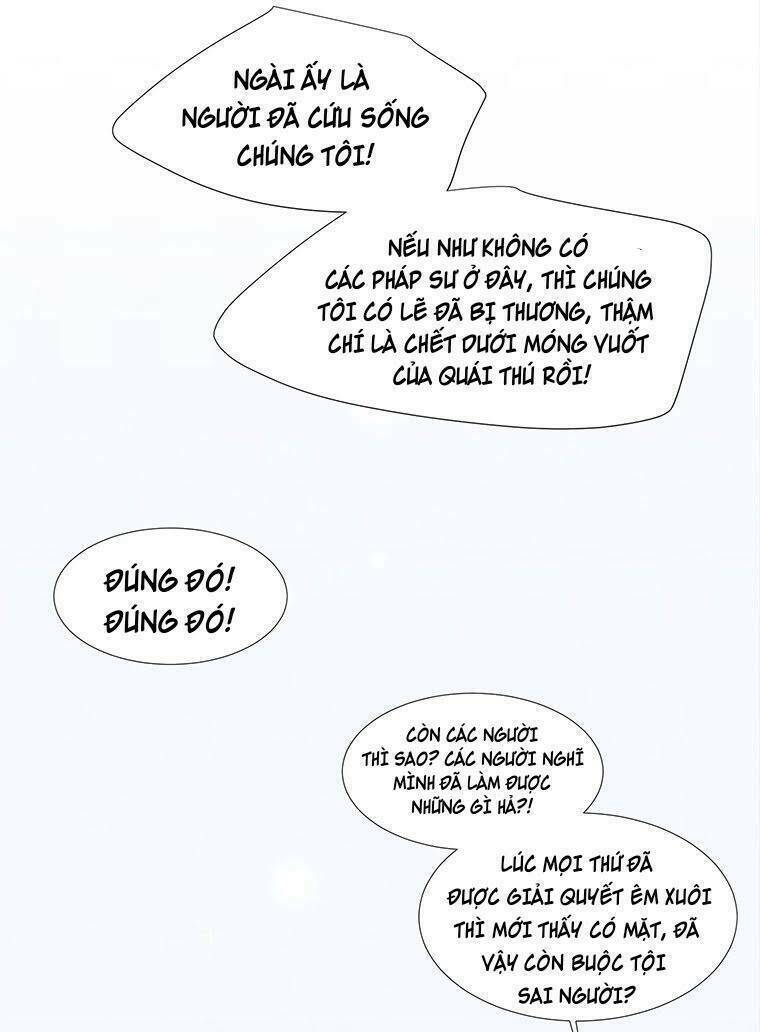 NGÀI ẤY LÀ
NGƯỜI ĐÃ CỨU SỐNG
CHÚNG TÔI!
NẾU NHƯ KHÔNG CÓ
CÁC PHÁP SƯ Ở ĐÂY, THÌ CHÚNG
TÔI CÓ LẼ ĐÃ BỊ THƯƠNG, THẬM
CHÍ LÀ CHẾT DƯỚI MÓNG VUỐT
CỦA QUÁI THÚ RỒI!
ĐÚNG ĐÓ!
ĐÚNG ĐÓ!
CÒN CÁC NGƯỜI
THÌ SAO? CÁC NGƯỜI NGHĨ
MÌNH ĐÃ LÀM ĐƯỢC
NHỮNG GÌ HẢ?!
LÚC MỌI THỨ ĐÃ
ĐƯỢC GIẢI QUYẾT ÊM XUÔI
THÌ MỚI THẤY CÓ MẶT, ĐÃ
VẬY CÒN BUỘC TỘI
SAI NGƯỜI?